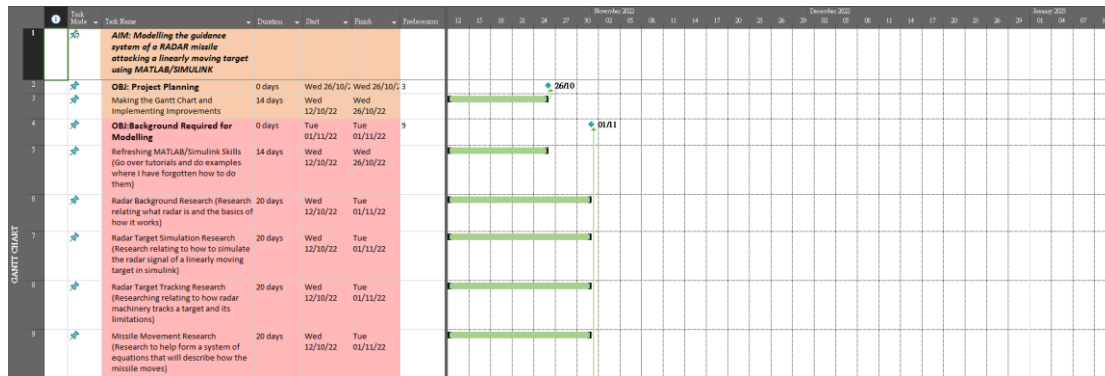 November 2022 December 2022 January 2023
Task Mode Task Name Duration Start Finish Predecessors 12 15 18 21 24 27 30 02 05 08 11 14 17 20 23 26 29 02 05 08 11 14 17 20 23 26 29 01 04 07
1 AIM: Modelling the guidance
system of a RADAR missile
attacking a linearly moving target
using MATLAB/SIMULINK
2 OBJ: Project Planning 0 days Wed 26/10/2 Wed 26/10/2 3 26/10
3 Making the Gantt Chart and 14 days Wed Wed
Implementing Improvements 12/10/22 26/10/22
4 OBJ:Background Required for 0 days Tue Tue 9 01/11
Modelling 01/11/22 01/11/22
5 Refreshing MATLAB/Simulink Skills 14 days Wed Wed
(Go over tutorials and do examples 12/10/22 26/10/22
where I have forgotten how to do
them)
6 Radar Background Research (Research 20 days Wed Tue
relating what radar is and the basics of 12/10/22 01/11/22
how it works)
7 Radar Target Simulation Research 20 days Wed Tue
(Research relating to how to simulate 12/10/22 01/11/22
the radar signal of a linearly moving
target in simulink)
8 Radar Target Tracking Research 20 days Wed Tue
(Researching relating to how radar 12/10/22 01/11/22
machinery tracks a target and its
limitations)
9 Missile Movement Research 20 days Wed Tue
(Research to help form a system of 12/10/22 01/11/22
equations that will describe how the
missile moves)
GANTT CHART